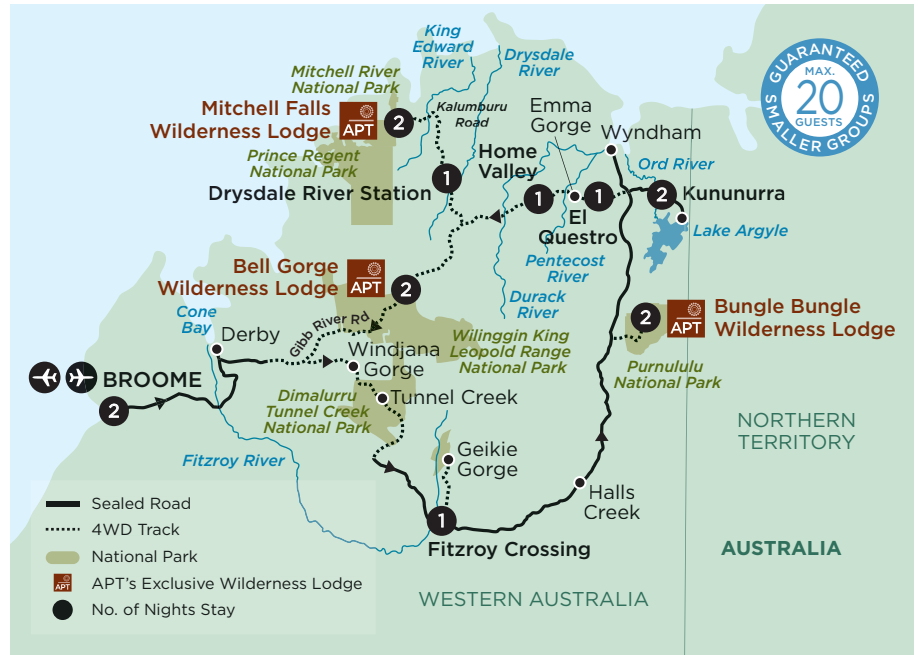 King
Edward
River
Drysdale
River
Mitchell River
National Park
Mitchell Falls
Wilderness Lodge
APT
2
Kalumburu
Road
Emma
Gorge
Wyndham
GUARANTEED
MAX.
20
GUESTS
SMALLER GROUPS
Prince Regent
National Park
Home
Valley
Ord River
Drysdale River Station
1
1
1
2
Kununurra
El
Questro
Lake Argyle
Pentecost
River
Bell Gorge
Wilderness Lodge
APT
2
Durack
River
Cone
Bay
Derby
Gibb River Rd
Wilinggin King
Leopold Range
National Park
2
APT
Bungle Bungle
Wilderness Lodge
Purnululu
National Park
Windjana
Gorge
BROOME
2
Dimalurru
Tunnel Creek
National Park
Tunnel Creek
NORTHERN
TERRITORY
Fitzroy River
Geikie
Gorge
Halls
Creek
1
Fitzroy Crossing
AUSTRALIA
WESTERN AUSTRALIA
Sealed Road
4WD Track
National Park
APT
APT's Exclusive Wilderness Lodge
No. of Nights Stay